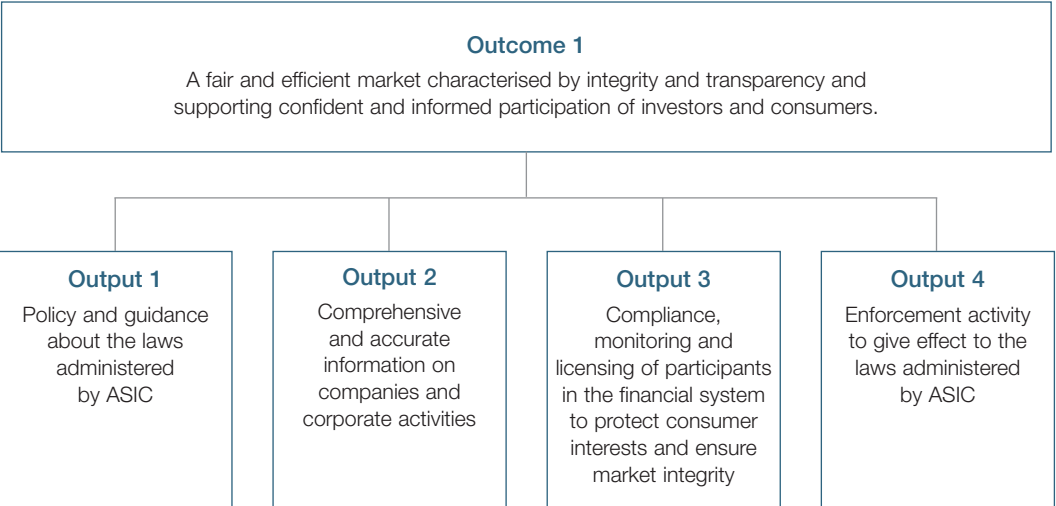 Outcome 1
A fair and efficient market characterised by integrity and transparency and
supporting confident and informed participation of investors and consumers.
Output 1
Policy and guidance
about the laws
administered
by ASIC
Output 2
Comprehensive
and accurate
information on
companies and
corporate activities
Output 3
Compliance,
monitoring and
licensing of participants
in the financial system
to protect consumer
interests and ensure
market integrity
Output 4
Enforcement activity
to give effect to the
laws administered
by ASIC